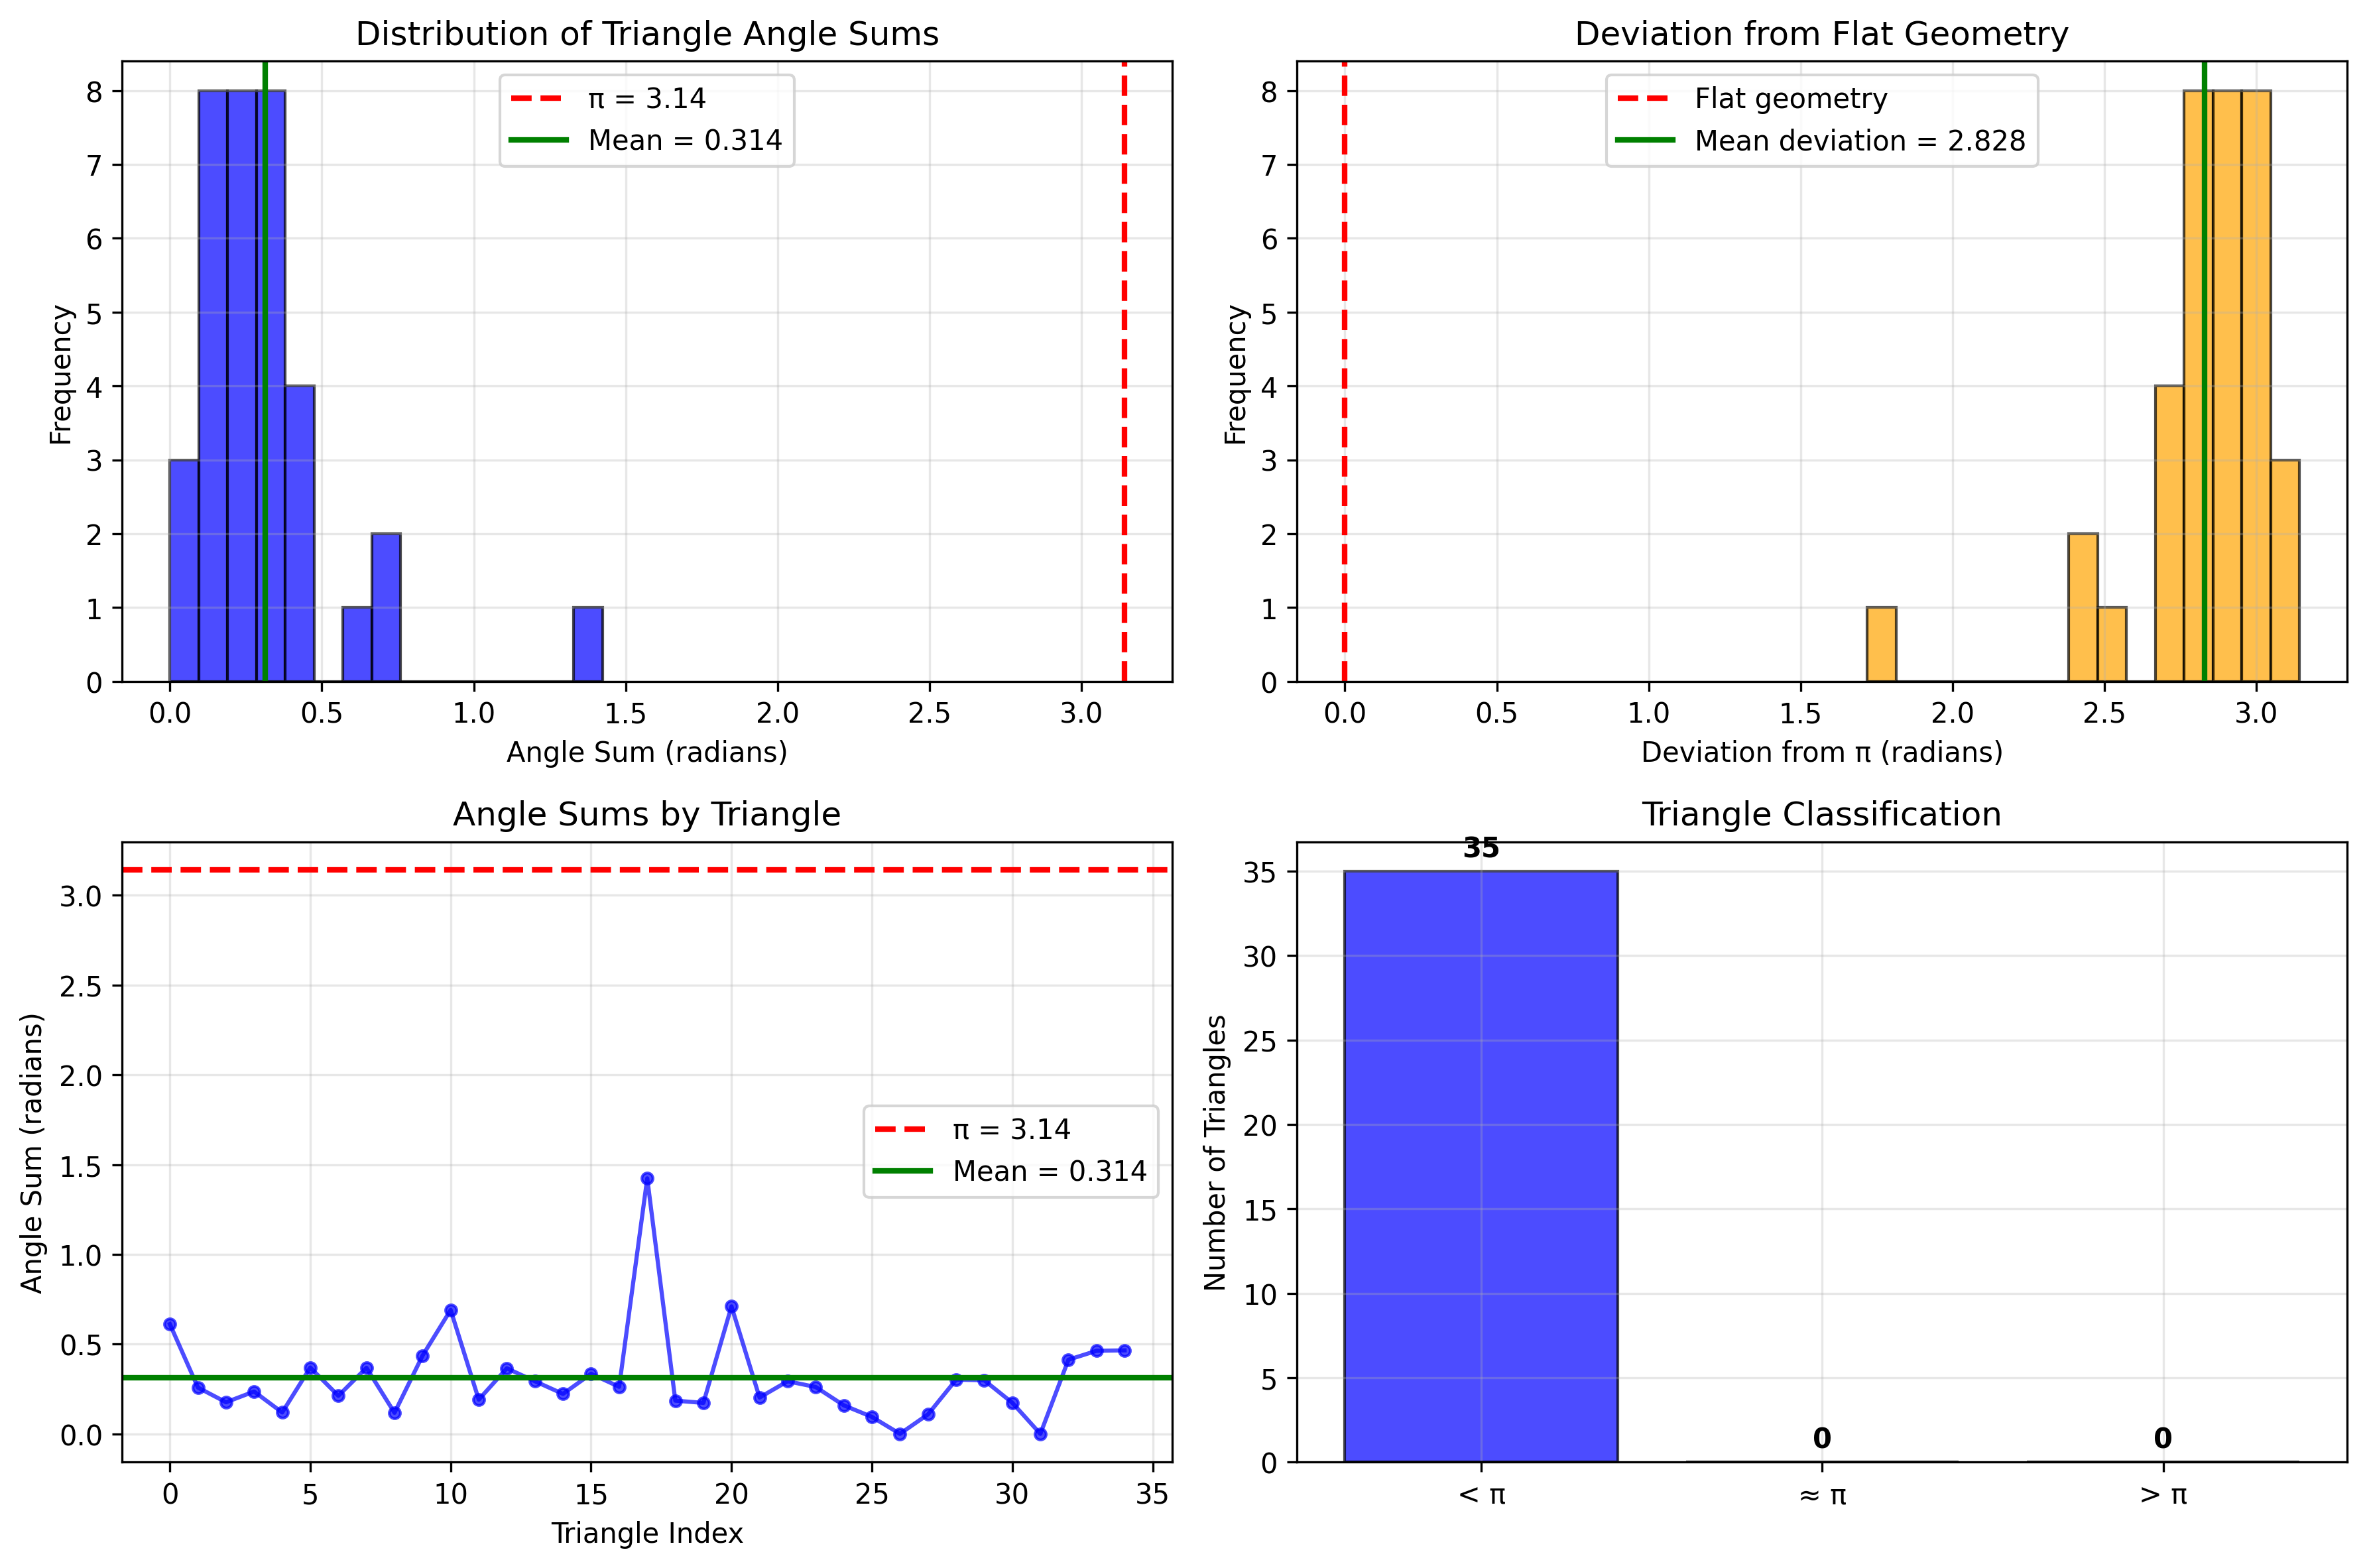 Distribution of Triangle Angle Sums
π = 3.14
Mean = 0.314
Frequency
8
7
6
5
4
3
2
1
0
0.0 0.5 1.0 1.5 2.0 2.5 3.0
Angle Sum (radians)
Deviation from Flat Geometry
Flat geometry
Mean deviation = 2.828
Frequency
8
7
6
5
4
3
2
1
0
0.0 0.5 1.0 1.5 2.0 2.5 3.0
Deviation from π (radians)
Angle Sums by Triangle
π = 3.14
Mean = 0.314
Angle Sum (radians)
3.0
2.5
2.0
1.5
1.0
0.5
0.0
0 5 10 15 20 25 30 35
Triangle Index
Triangle Classification
35
0
0
Number of Triangles
35
30
25
20
15
10
5
0
< π ≈ π > π